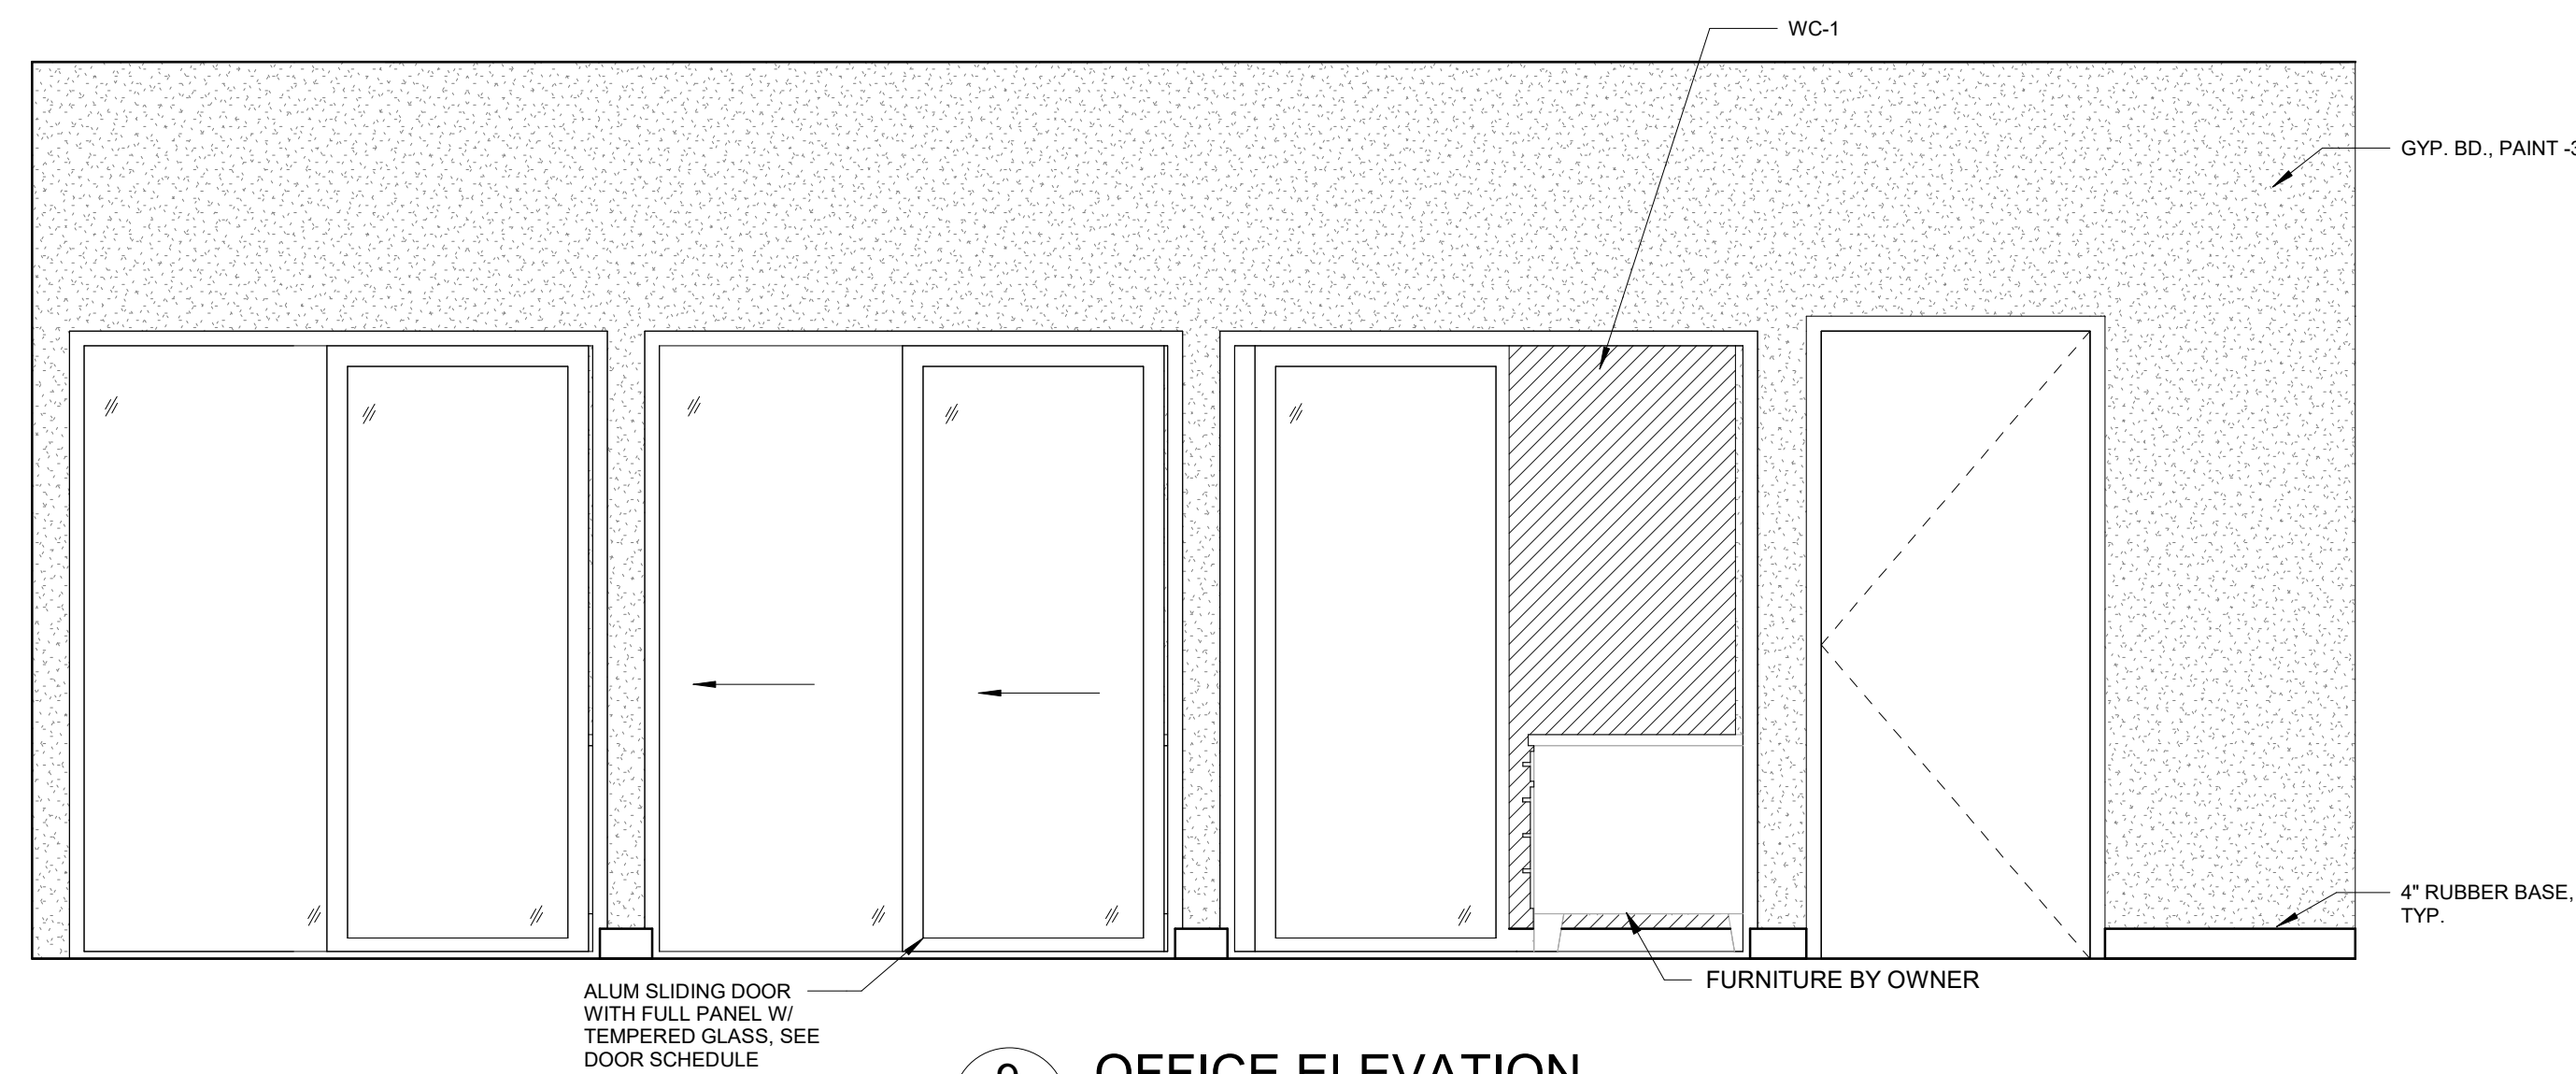 WC-1
GYP. BD., PAINT -3
4" RUBBER BASE,
TYP.
FURNITURE BY OWNER
ALUM SLIDING DOOR
WITH FULL PANEL W/
TEMPERED GLASS, SEE
DOOR SCHEDULE
OFFICE ELEVATION